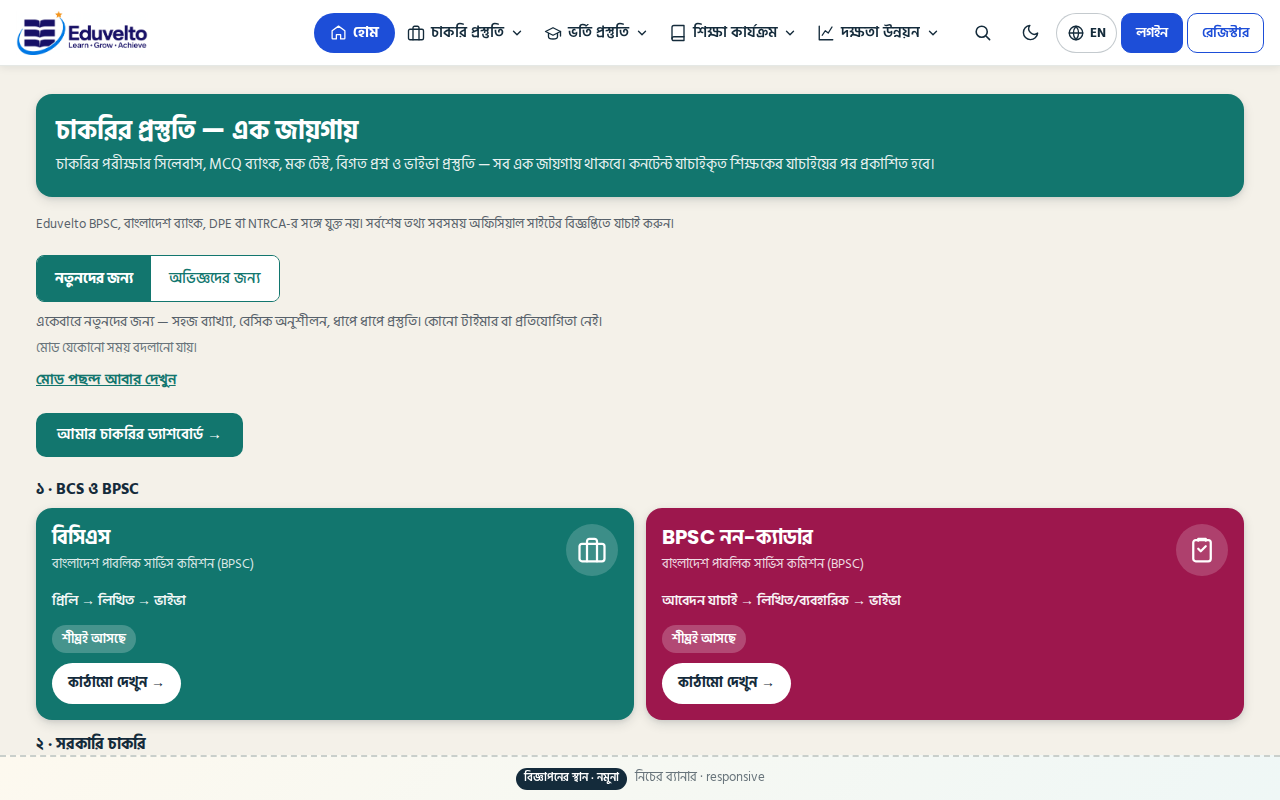 Eduvelto
Learn · Grow · Achieve
হোম
চাকরি প্রস্তুতি
ভর্তি প্রস্তুতি
শিক্ষা কার্যক্রম
দক্ষতা উন্নয়ন
EN
লগইন
রেজিস্টার
চাকরির প্রস্তুতি — এক জায়গায়
চাকরির পরীক্ষার সিলেবাস, MCQ ব্যাংক, মক টেস্ট, বিগত প্রশ্ন ও ভাইভা প্রস্তুতি — সব এক জায়গায় থাকবে। কনটেন্ট যাচাইকৃত শিক্ষকের যাচাইয়ের পর প্রকাশিত হবে।
Eduvelto BPSC, বাংলাদেশ ব্যাংক, DPE বা NTRCA-র সঙ্গে যুক্ত নয়। সর্বশেষ তথ্য সবসময় অফিসিয়াল সাইটের বিজ্ঞপ্তিতে যাচাই করুন।
নতুনদের জন্য
অভিজ্ঞদের জন্য
একেবারে নতুনদের জন্য — সহজ ব্যাখ্যা, বেসিক অনুশীলন, ধাপে ধাপে প্রস্তুতি। কোনো টাইমার বা প্রতিযোগিতা নেই।
মোড যেকোনো সময় বদলানো যায়।
মোড পছন্দ আবার দেখুন
আমার চাকরির ড্যাশবোর্ড →
১ · BCS ও BPSC
বিসিএস
বাংলাদেশ পাবলিক সার্ভিস কমিশন (BPSC)
প্রিলি → লিখিত → ভাইভা
শীঘ্রই আসছে
কাঠামো দেখুন →
BPSC নন-ক্যাডার
বাংলাদেশ পাবলিক সার্ভিস কমিশন (BPSC)
আবেদন যাচাই → লিখিত/ব্যবহারিক → ভাইভা
শীঘ্রই আসছে
কাঠামো দেখুন →
২ · সরকারি চাকরি
বিজ্ঞাপনের স্থান · নমুনা
নিচের ব্যানার · responsive